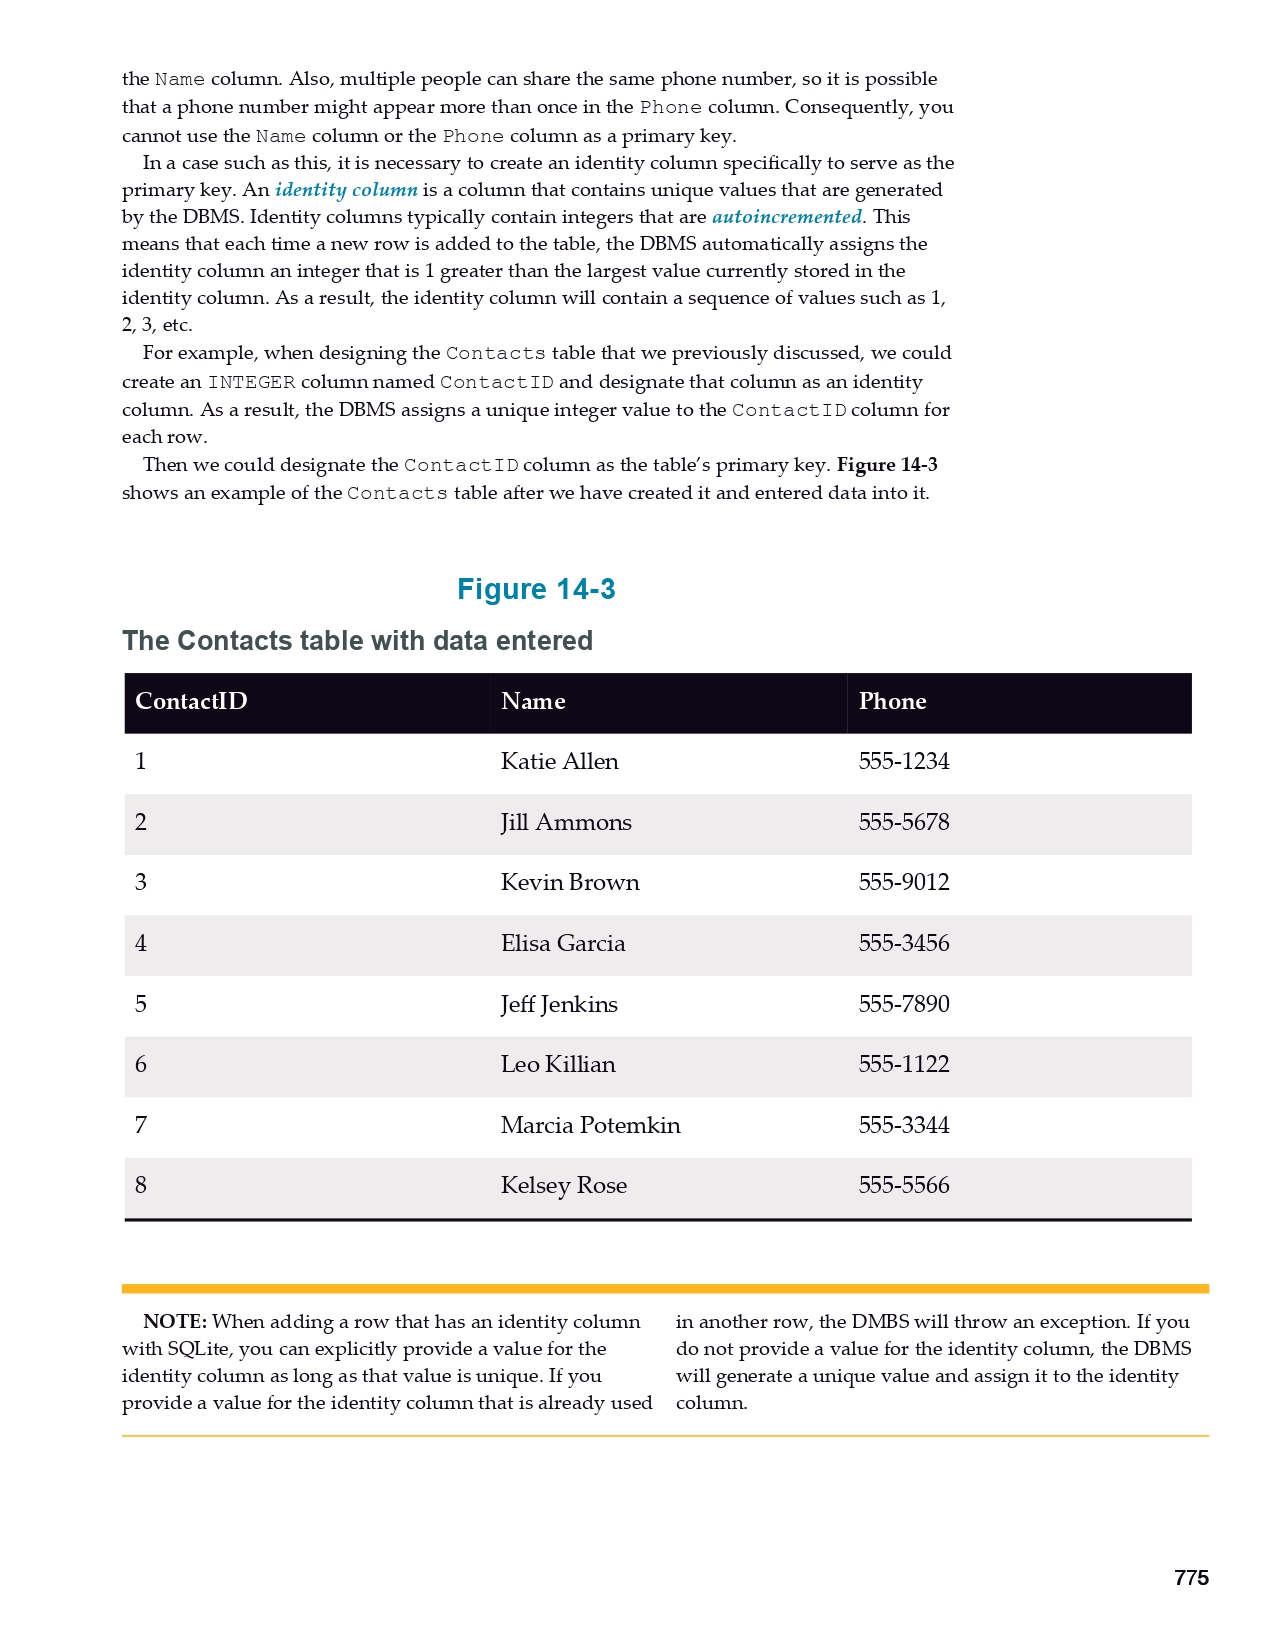 the Name column. Also, multiple people can share the same phone number, so it is possible
that a phone number might appear more than once in the Phone column. Consequently, you
cannot use the Name column or the Phone column as a primary key.
In a case such as this, it is necessary to create an identity column specifically to serve as the
primary key. An identity column is a column that contains unique values that are generated
by the DBMS. Identity columns typically contain integers that are autoincremented. This
means that each time a new row is added to the table, the DBMS automatically assigns the
identity column an integer that is 1 greater than the largest value currently stored in the
identity column. As a result, the identity column will contain a sequence of values such as 1,
2, 3, etc.
For example, when designing the Contacts table that we previously discussed, we could
create an INTEGER column named ContactID and designate that column as an identity
column. As a result, the DBMS assigns a unique integer value to the ContactID column for
each row.
Then we could designate the ContactID column as the table’s primary key. Figure 14-3
shows an example of the Contacts table after we have created it and entered data into it.
Figure 14-3
The Contacts table with data entered
ContactID Name Phone
1 Katie Allen 555-1234
2 Jill Ammons 555-5678
3 Kevin Brown 555-9012
4 Elisa Garcia 555-3456
5 Jeff Jenkins 555-7890
6 Leo Killian 555-1122
7 Marcia Potemkin 555-3344
8 Kelsey Rose 555-5566
NOTE: When adding a row that has an identity column
with SQLite, you can explicitly provide a value for the
identity column as long as that value is unique. If you
provide a value for the identity column that is already used
in another row, the DMBS will throw an exception. If you
do not provide a value for the identity column, the DBMS
will generate a unique value and assign it to the identity
column.
775